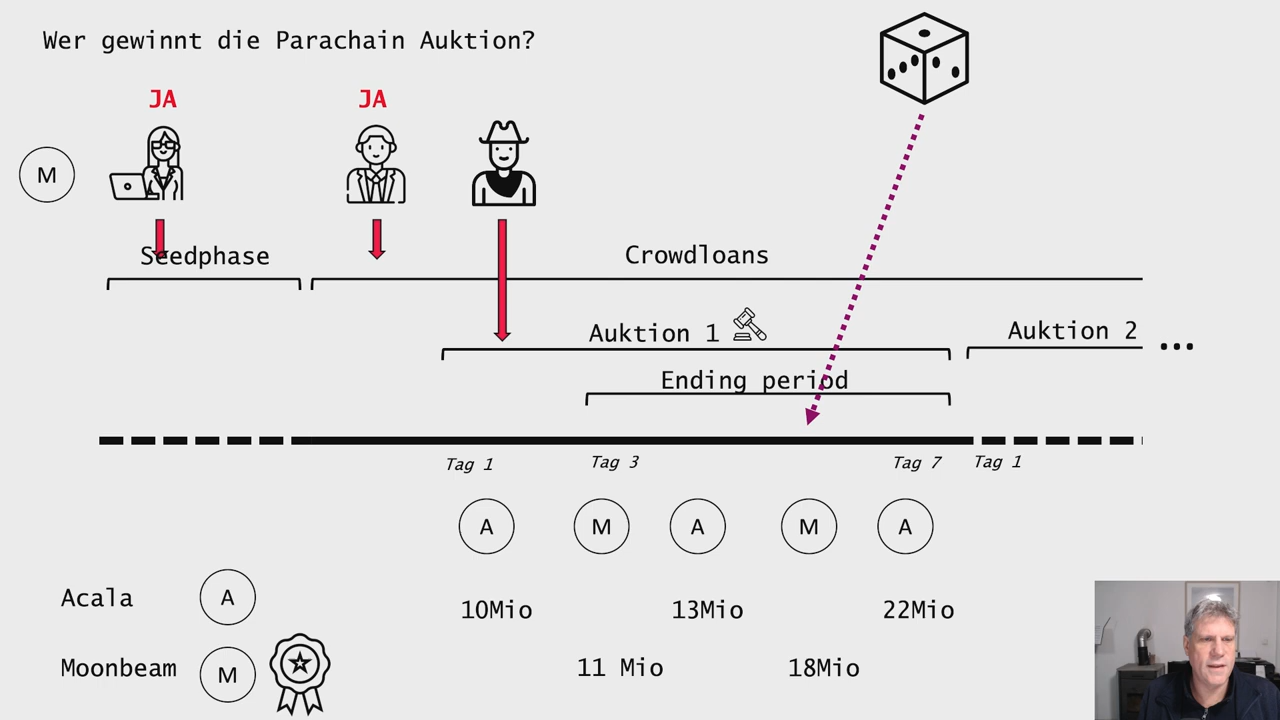 Wer gewinnt die Parachain Auktion?
JA
JA
M
Seedphase
Crowdloans
Auktion 1
Auktion 2
...
Ending period
Tag 1
Tag 3
Tag 7
Tag 1
A
M
A
M
A
Acala
A
10Mio
13Mio
22Mio
Moonbeam
M
11 Mio
18Mio